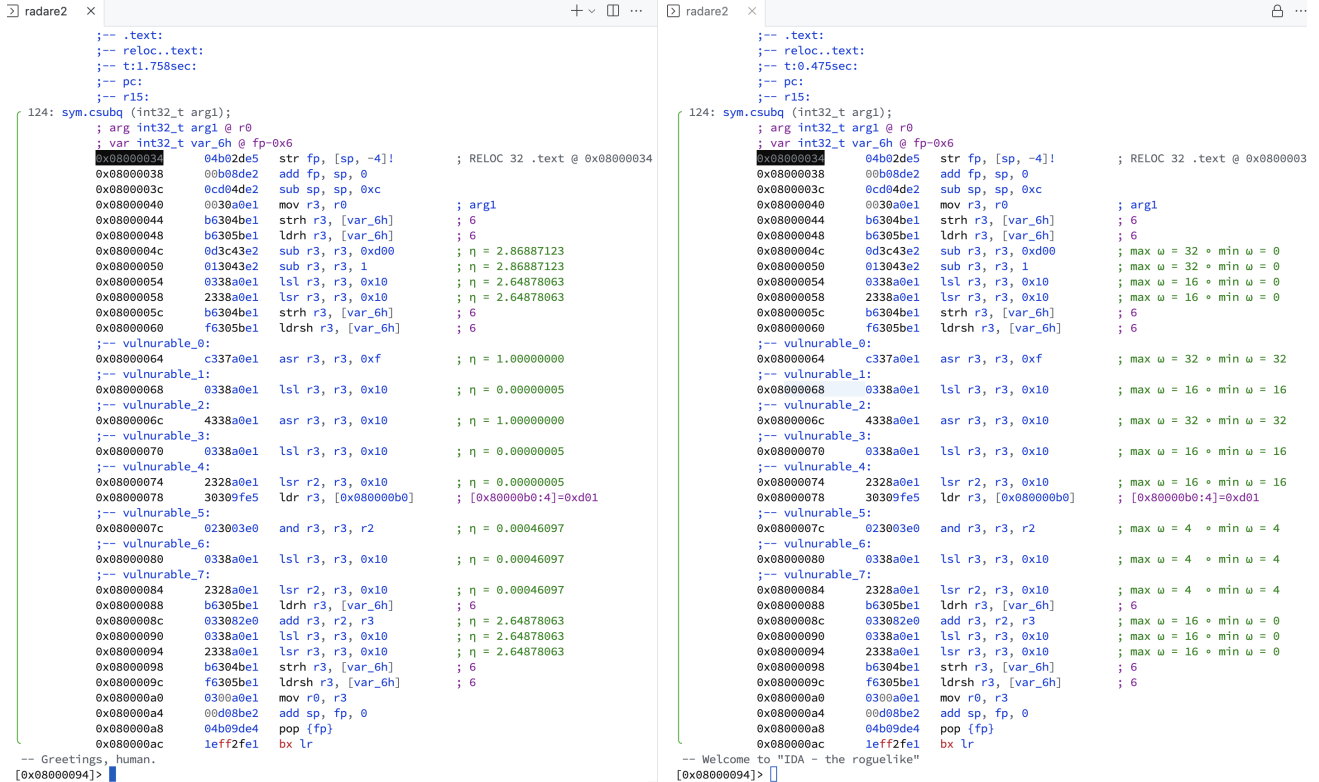 radare2
;-- .text:
;-- reloc..text:
;-- t:1.758sec:
;-- pc:
;-- r15:
124: sym.csubq (int32_t arg1);
; arg int32_t arg1 @ r0
; var int32_t var_6h @ fp-0x6
0x08000034 04b02de5 str fp, [sp, -4]! ; RELOC 32 .text @ 0x08000034
0x08000038 00b08de2 add fp, sp, 0
0x0800003c 0cd04de2 sub sp, sp, 0xc
0x08000040 0030a0e1 mov r3, r0 ; arg1
0x08000044 b6304be1 strh r3, [var_6h] ; 6
0x08000048 b6305be1 ldrh r3, [var_6h] ; 6
0x0800004c 0d3c43e2 sub r3, r3, 0xd00 ; η = 2.86887123
0x08000050 013043e2 sub r3, r3, 1 ; η = 2.86887123
0x08000054 0338a0e1 lsl r3, r3, 0x10 ; η = 2.64878063
0x08000058 2338a0e1 lsr r3, r3, 0x10 ; η = 2.64878063
0x0800005c b6304be1 strh r3, [var_6h] ; 6
0x08000060 f6305be1 ldrsh r3, [var_6h] ; 6
;-- vulnurable_0:
0x08000064 c337a0e1 asr r3, r3, 0xf ; η = 1.00000000
;-- vulnurable_1:
0x08000068 0338a0e1 lsl r3, r3, 0x10 ; η = 0.00000005
;-- vulnurable_2:
0x0800006c 4338a0e1 asr r3, r3, 0x10 ; η = 1.00000000
;-- vulnurable_3:
0x08000070 0338a0e1 lsl r3, r3, 0x10 ; η = 0.00000005
;-- vulnurable_4:
0x08000074 2328a0e1 lsr r2, r3, 0x10 ; η = 0.00000005
0x08000078 30309fe5 ldr r3, [0x080000b0] ; [0x80000b0:4]=0xd01
;-- vulnurable_5:
0x0800007c 023003e0 and r3, r3, r2 ; η = 0.00046097
;-- vulnurable_6:
0x08000080 0338a0e1 lsl r3, r3, 0x10 ; η = 0.00046097
;-- vulnurable_7:
0x08000084 2328a0e1 lsr r2, r3, 0x10 ; η = 0.00046097
0x08000088 b6305be1 ldrh r3, [var_6h] ; 6
0x0800008c 033082e0 add r3, r2, r3 ; η = 2.64878063
0x08000090 0338a0e1 lsl r3, r3, 0x10 ; η = 2.64878063
0x08000094 2338a0e1 lsr r3, r3, 0x10 ; η = 2.64878063
0x08000098 b6304be1 strh r3, [var_6h] ; 6
0x0800009c f6305be1 ldrsh r3, [var_6h] ; 6
0x080000a0 0300a0e1 mov r0, r3
0x080000a4 00d08be2 add sp, fp, 0
0x080000a8 04b09de4 pop {fp}
0x080000ac 1eff2fe1 bx lr
-- Greetings, human.
[0x08000094]>
radare2
;-- .text:
;-- reloc..text:
;-- t:0.475sec:
;-- pc:
;-- r15:
124: sym.csubq (int32_t arg1);
; arg int32_t arg1 @ r0
; var int32_t var_6h @ fp-0x6
0x08000034 04b02de5 str fp, [sp, -4]! ; RELOC 32 .text @ 0x0800003
0x08000038 00b08de2 add fp, sp, 0
0x0800003c 0cd04de2 sub sp, sp, 0xc
0x08000040 0030a0e1 mov r3, r0 ; arg1
0x08000044 b6304be1 strh r3, [var_6h] ; 6
0x08000048 b6305be1 ldrh r3, [var_6h] ; 6
0x0800004c 0d3c43e2 sub r3, r3, 0xd00 ; max ω = 32 ∘ min ω = 0
0x08000050 013043e2 sub r3, r3, 1 ; max ω = 32 ∘ min ω = 0
0x08000054 0338a0e1 lsl r3, r3, 0x10 ; max ω = 16 ∘ min ω = 0
0x08000058 2338a0e1 lsr r3, r3, 0x10 ; max ω = 16 ∘ min ω = 0
0x0800005c b6304be1 strh r3, [var_6h] ; 6
0x08000060 f6305be1 ldrsh r3, [var_6h] ; 6
;-- vulnurable_0:
0x08000064 c337a0e1 asr r3, r3, 0xf ; max ω = 32 ∘ min ω = 32
;-- vulnurable_1:
0x08000068 0338a0e1 lsl r3, r3, 0x10 ; max ω = 16 ∘ min ω = 16
;-- vulnurable_2:
0x0800006c 4338a0e1 asr r3, r3, 0x10 ; max ω = 32 ∘ min ω = 32
;-- vulnurable_3:
0x08000070 0338a0e1 lsl r3, r3, 0x10 ; max ω = 16 ∘ min ω = 16
;-- vulnurable_4:
0x08000074 2328a0e1 lsr r2, r3, 0x10 ; max ω = 16 ∘ min ω = 16
0x08000078 30309fe5 ldr r3, [0x080000b0] ; [0x80000b0:4]=0xd01
;-- vulnurable_5:
0x0800007c 023003e0 and r3, r3, r2 ; max ω = 4 ∘ min ω = 4
;-- vulnurable_6:
0x08000080 0338a0e1 lsl r3, r3, 0x10 ; max ω = 4 ∘ min ω = 4
;-- vulnurable_7:
0x08000084 2328a0e1 lsr r2, r3, 0x10 ; max ω = 4 ∘ min ω = 4
0x08000088 b6305be1 ldrh r3, [var_6h] ; 6
0x0800008c 033082e0 add r3, r2, r3 ; max ω = 16 ∘ min ω = 0
0x08000090 0338a0e1 lsl r3, r3, 0x10 ; max ω = 16 ∘ min ω = 0
0x08000094 2338a0e1 lsr r3, r3, 0x10 ; max ω = 16 ∘ min ω = 0
0x08000098 b6304be1 strh r3, [var_6h] ; 6
0x0800009c f6305be1 ldrsh r3, [var_6h] ; 6
0x080000a0 0300a0e1 mov r0, r3
0x080000a4 00d08be2 add sp, fp, 0
0x080000a8 04b09de4 pop {fp}
0x080000ac 1eff2fe1 bx lr
-- Welcome to "IDA - the roguelike"
[0x08000094]>